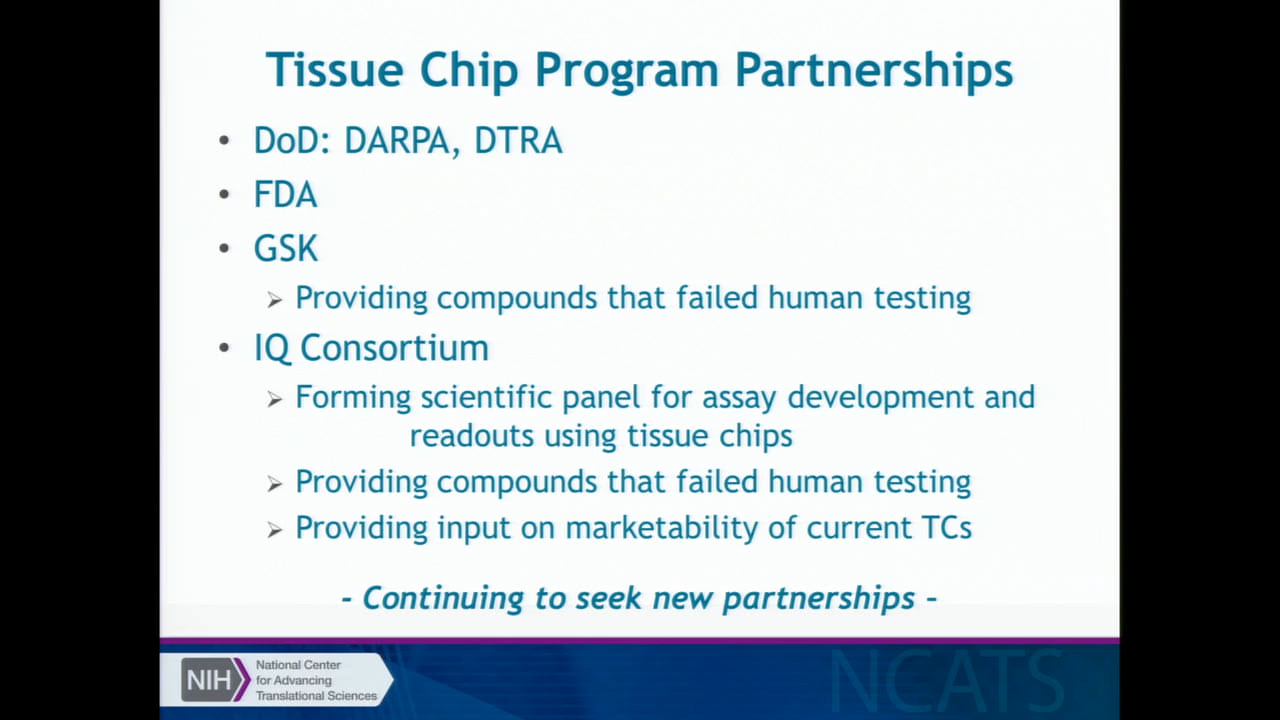 Tissue Chip Program Partnerships
• DoD: DARPA, DTRA
• FDA
• GSK
➢ Providing compounds that failed human testing
• IQ Consortium
➢ Forming scientific panel for assay development and
readouts using tissue chips
➢ Providing compounds that failed human testing
➢ Providing input on marketability of current TCs
- Continuing to seek new partnerships -
NIH
National Center
for Advancing
Translational Sciences
NCATS